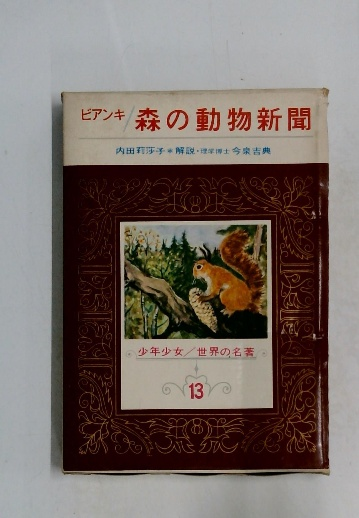 ビアンキ／森の動物新聞
内田莉莎子＊解説・理学博士 今泉吉典
少年少女／世界の名著
13